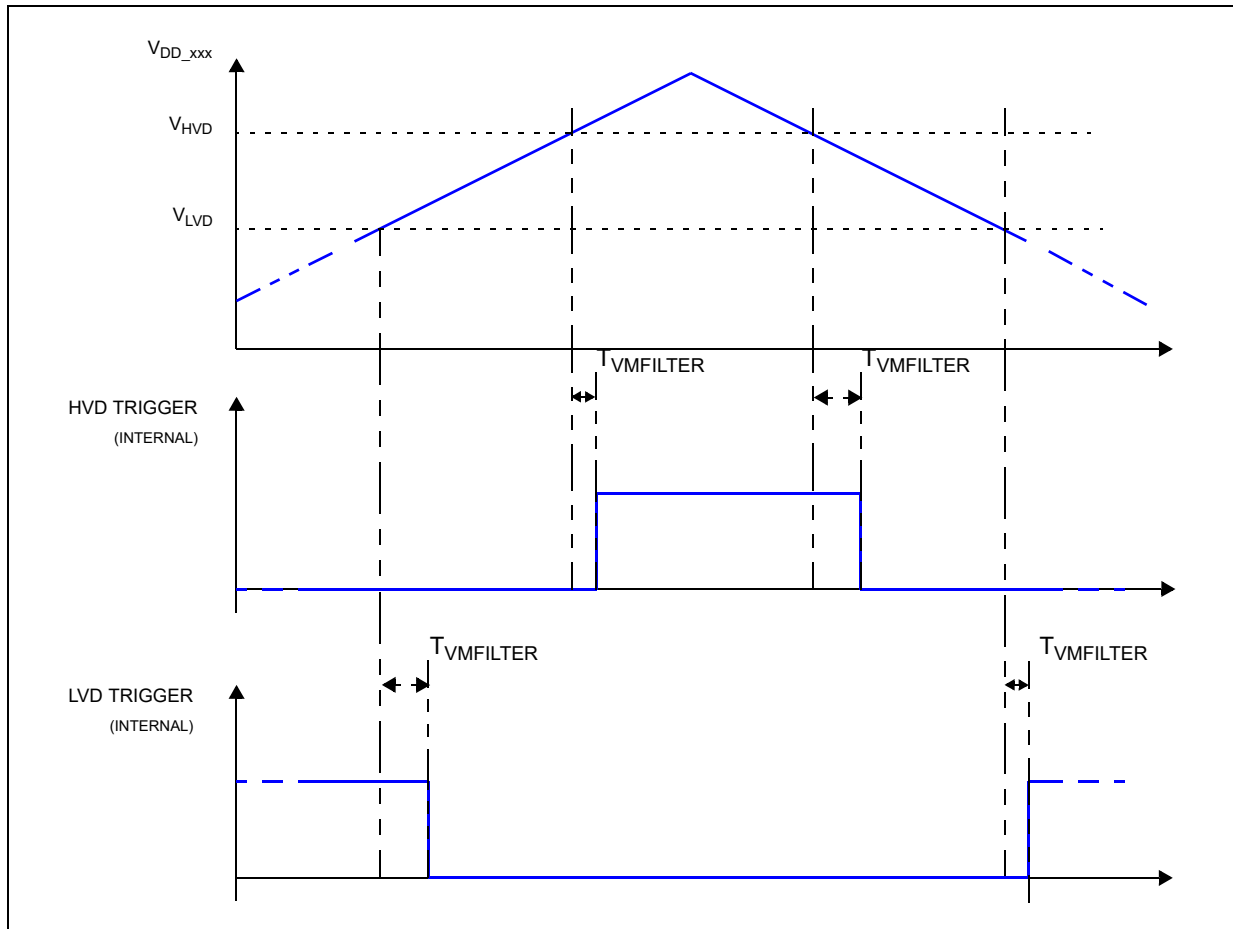 VDD_xxx
VHVD
VLVD
TVMFILTER TVMFILTER
HVD TRIGGER
(INTERNAL)
TVMFILTER TVMFILTER
LVD TRIGGER
(INTERNAL)